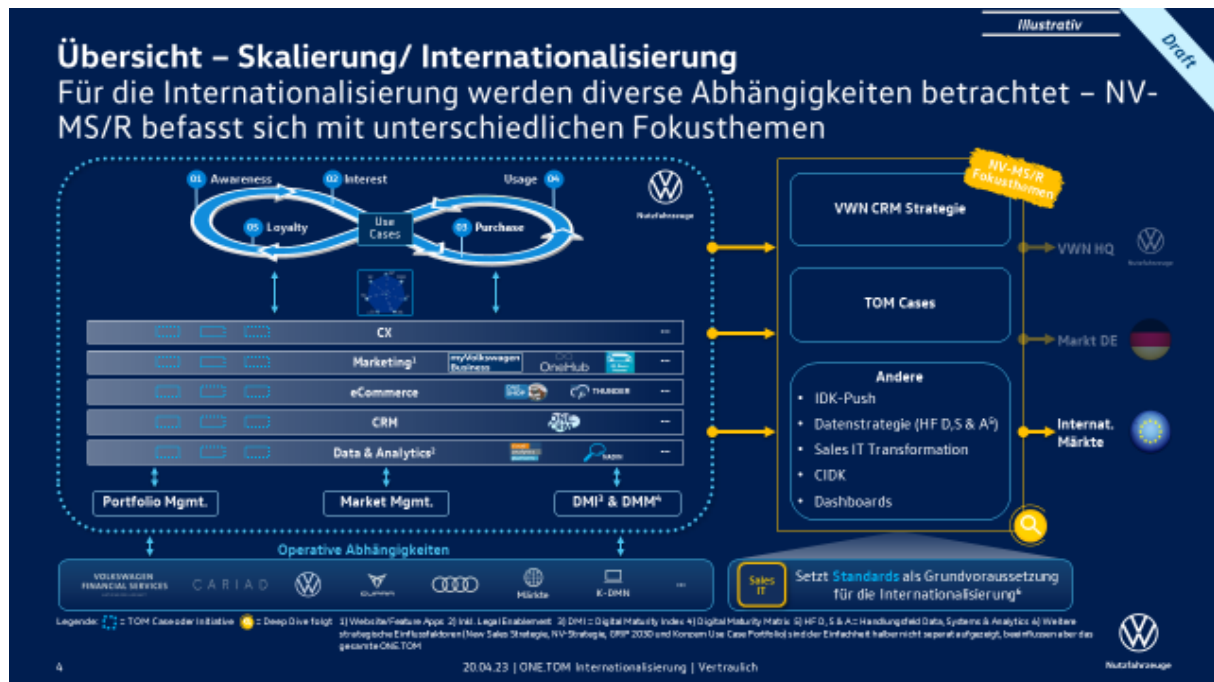 Illustrativ
Draft
Übersicht – Skalierung/ Internationalisierung
Für die Internationalisierung werden diverse Abhängigkeiten betrachtet – NV-
MS/R befasst sich mit unterschiedlichen Fokusthemen
01 Awareness
02 Interest
Usage 04
05 Loyalty
Use
Cases
03 Purchase
Nutzfahrzeuge
CX
...
Marketing¹
myVolkswagen
Business
OneHub
...
eCommerce
THUNDER
...
CRM
...
Data & Analytics²
...
Portfolio Mgmt.
Market Mgmt.
DMI³ & DMM⁴
Operative Abhängigkeiten
VOLKSWAGEN
FINANCIAL SERVICES
CARIAD
CUPRA
Märkte
K-DMN
...
NV-MS/R
Fokusthemen
VWN CRM Strategie
TOM Cases
Andere
• IDK-Push
• Datenstrategie (HF D,S & A⁵)
• Sales IT Transformation
• CIDK
• Dashboards
VWN HQ
Nutzfahrzeuge
Markt DE
Internat.
Märkte
Sales
IT
Setzt Standards als Grundvoraussetzung
für die Internationalisierung⁶
Legende: = TOM Case oder Initiative = Deep Dive folgt 1) Website/Feature Apps 2) Inkl. Legal Enablement 3) DMI = Digital Maturity Index 4) Digital Maturity Matrix 5) HF D, S & A = Handlungsfeld Data, Systems & Analytics 6) Weitere
strategische Einflussfaktoren (New Sales Strategie, NV-Strategie, GRIP 2030 und Konzern Use Case Portfolio) sind der Einfachheit halber nicht separat aufgezeigt, beeinflussen aber das
gesamte ONE.TOM
4
20.04.23 | ONE.TOM Internationalisierung | Vertraulich
Nutzfahrzeuge